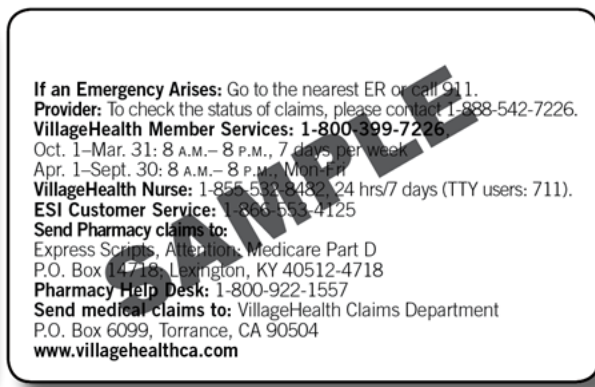 If an Emergency Arises: Go to the nearest ER or call 911.
Provider: To check the status of claims, please contact 1-888-542-7226.
VillageHealth Member Services: 1-800-399-7226.
Oct. 1–Mar. 31: 8 A.M.– 8 P.M., 7 days per week
Apr. 1–Sept. 30: 8 A.M.– 8 P.M., Mon-Fri
VillageHealth Nurse: 1-855-532-8482, 24 hrs/7 days (TTY users: 711).
ESI Customer Service: 1-866-553-4125
Send Pharmacy claims to:
Express Scripts, Attention: Medicare Part D
P.O. Box 14718; Lexington, KY 40512-4718
Pharmacy Help Desk: 1-800-922-1557
Send medical claims to: VillageHealth Claims Department
P.O. Box 6099, Torrance, CA 90504
www.villagehealthca.com
SAMPLE